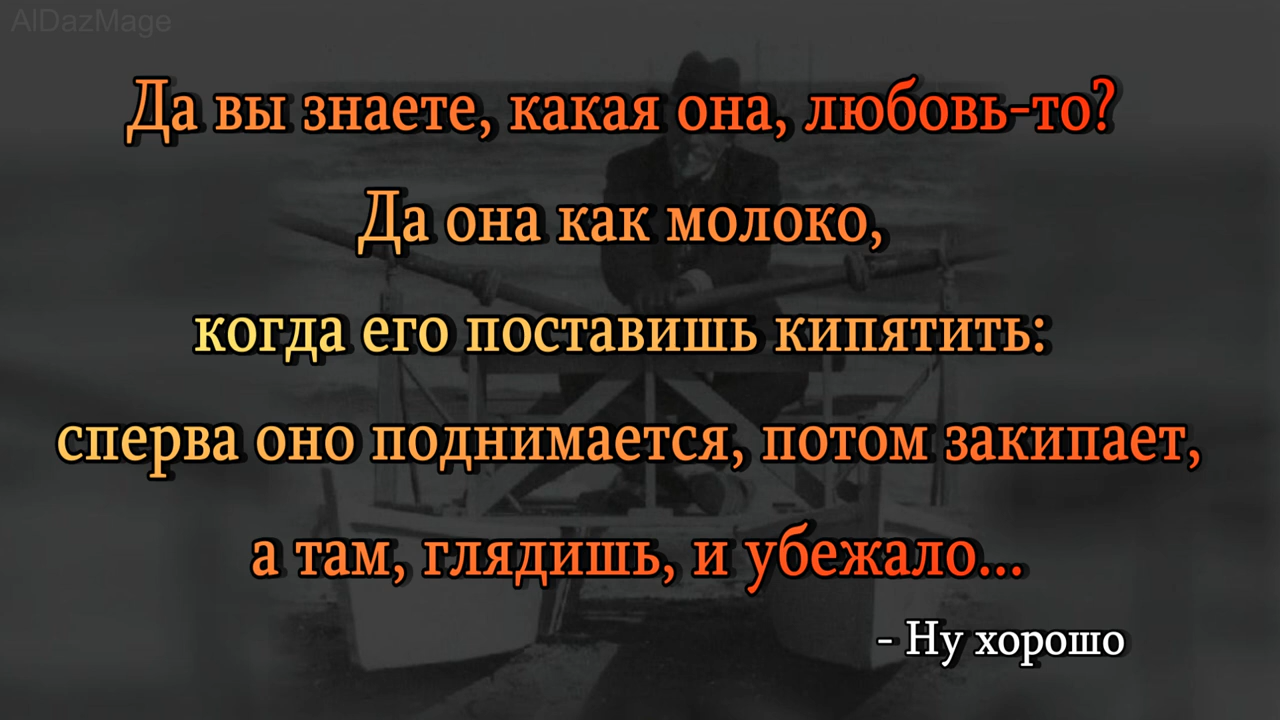 AlDazMage
Да вы знаете, какая она, любовь-то?
Да она как молоко,
когда его поставишь кипятить:
сперва оно поднимается, потом закипает,
а там, глядишь, и убежало...
- Ну хорошо